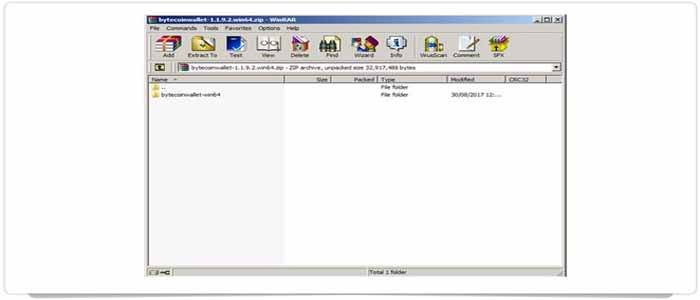 bytecoinwallet-1.1.9.2.win64.zip - WinRAR
File Commands Tools Favorites Options Help
Add Extract To Test View Delete Find Wizard Info VirusScan Comment SFX
bytecoinwallet-1.1.9.2.win64.zip - ZIP archive, unpacked size 32,917,488 bytes
Name Size Packed Type Modified CRC32
.. File folder
bytecoinwallet-win64 File folder 30/08/2017 12:...
Total 1 folder